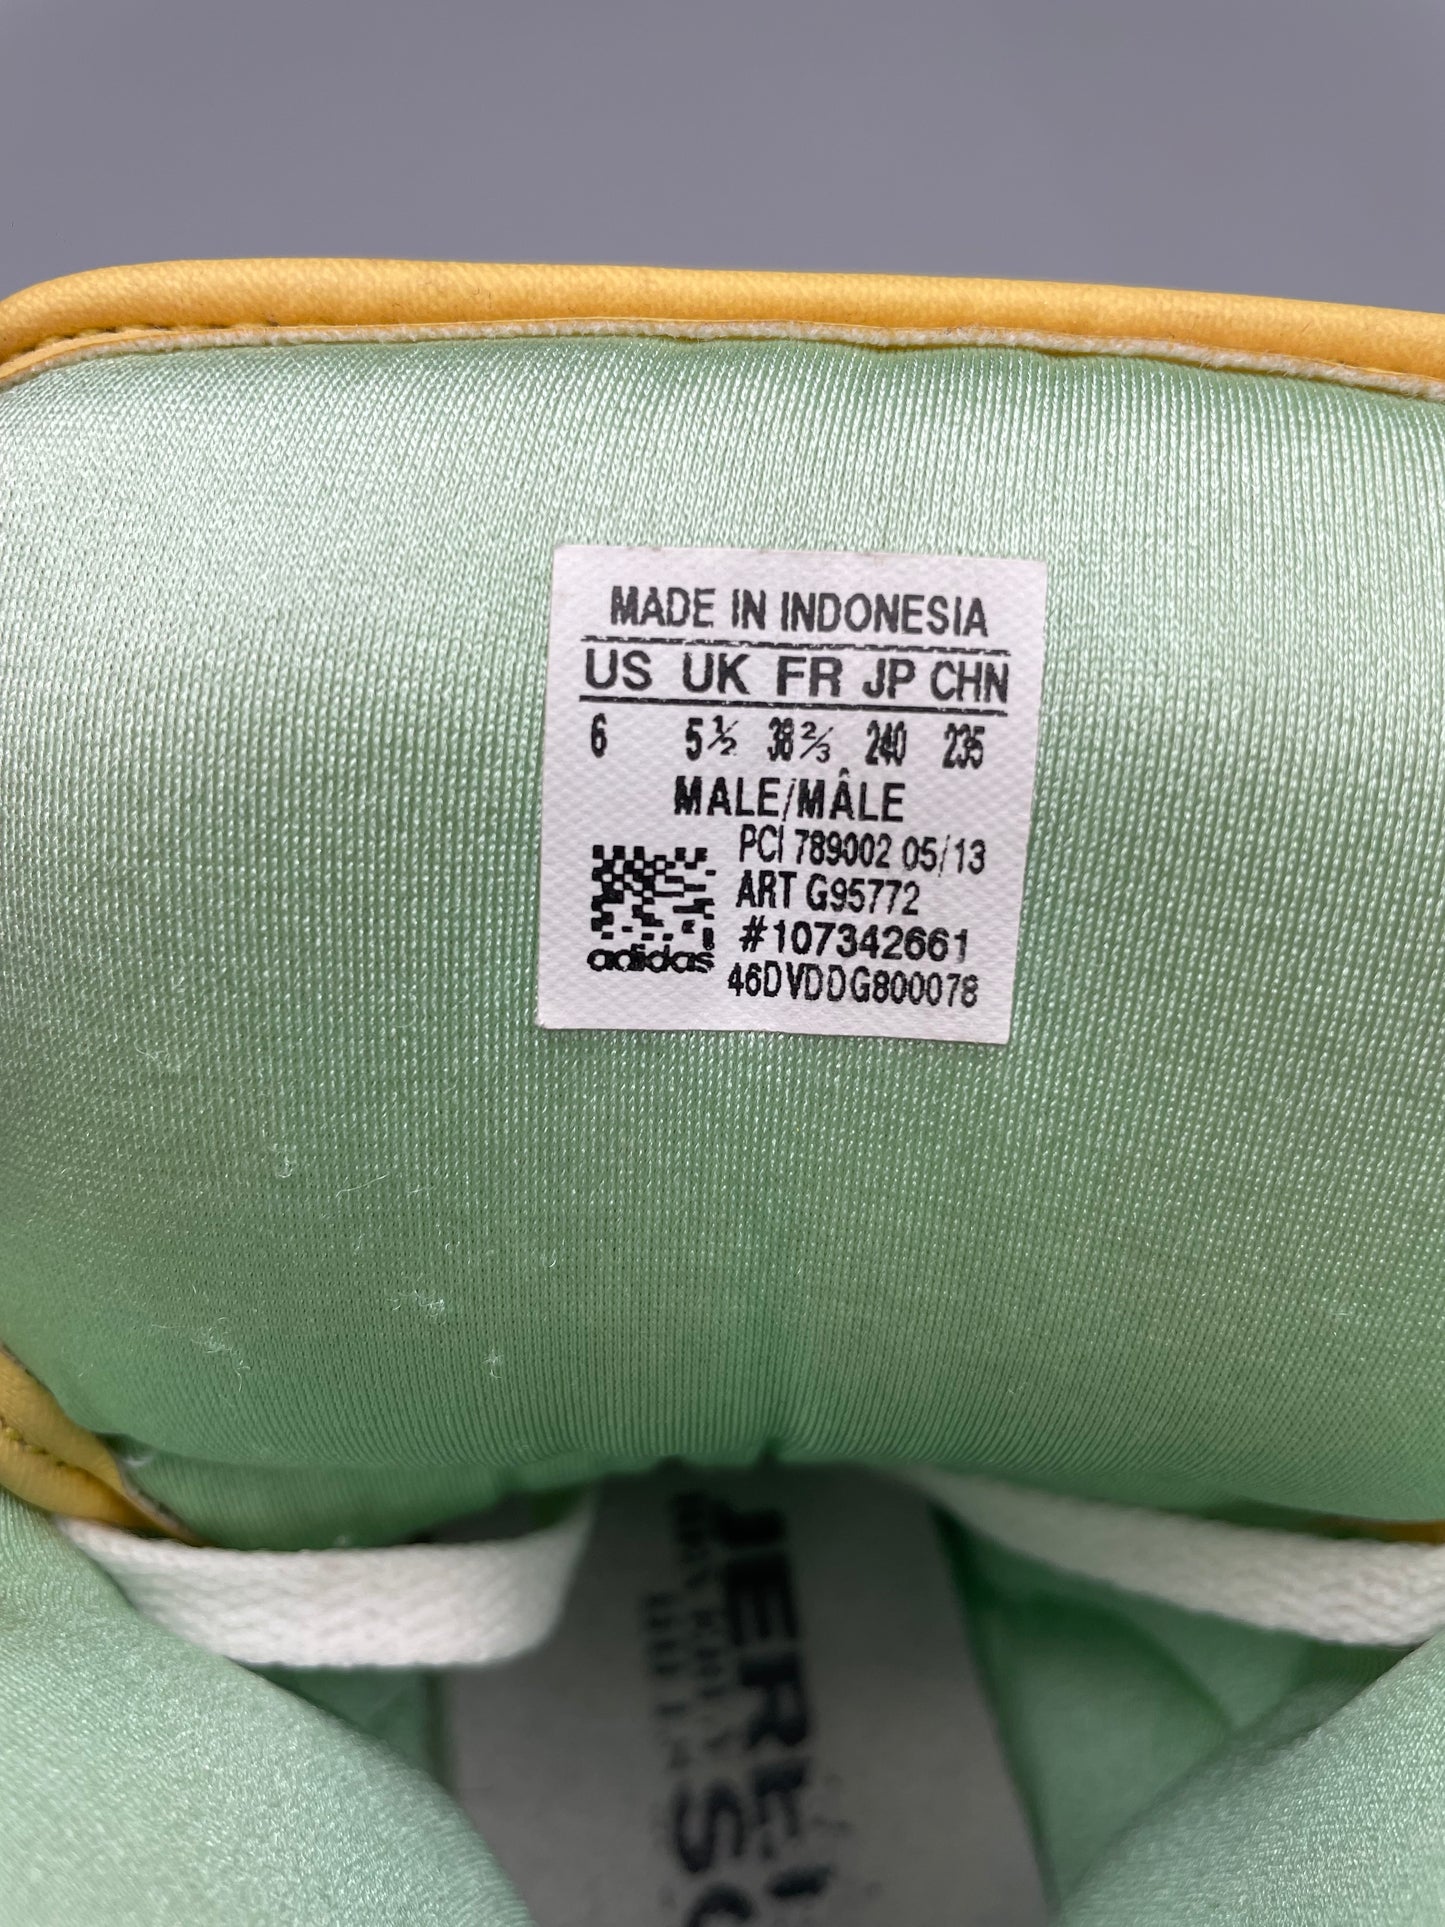 MADE IN INDONESIA
US UK FR JP CHN
6 5½ 38⅔ 240 235
MALE/MÂLE
PCI 789002 05/13
ART G95772
#107342661
adidas
46DVDDG800078